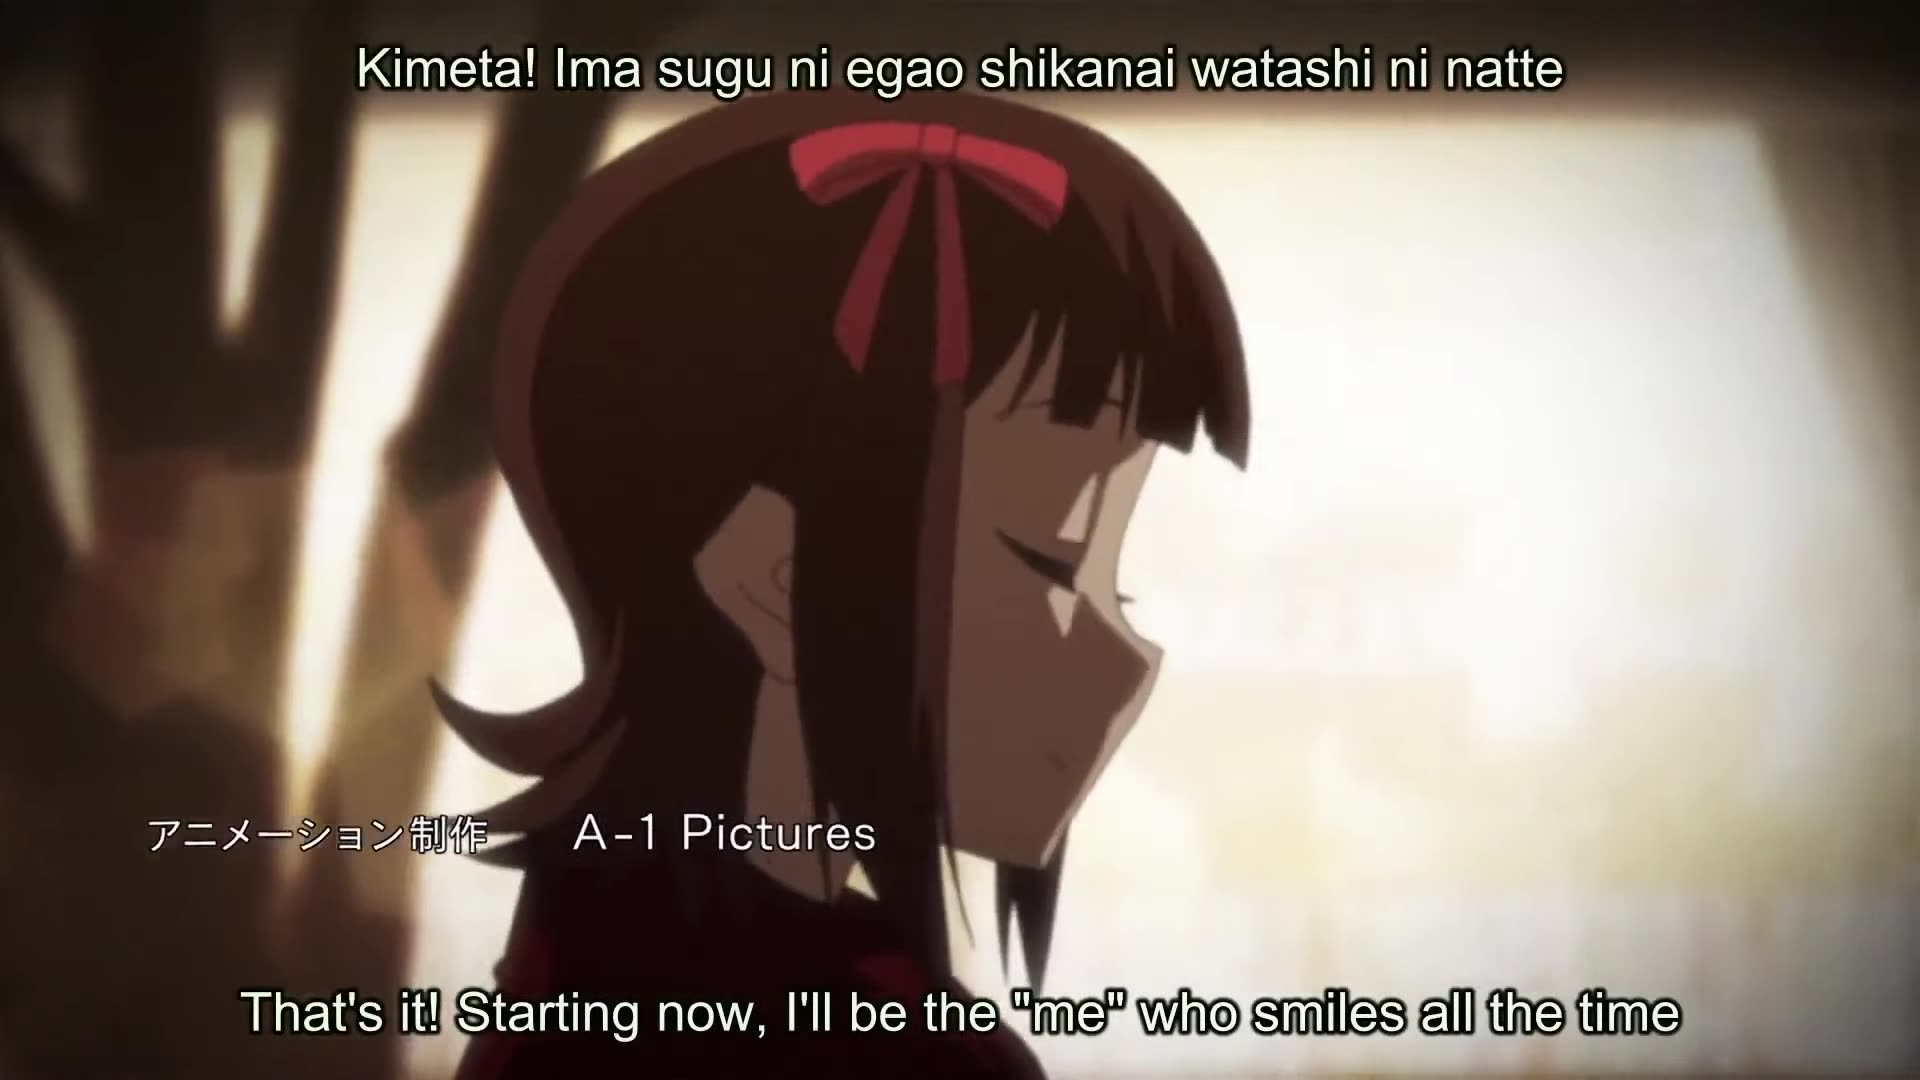 Kimeta! Ima sugu ni egao shikanai watashi ni natte
アニメーション制作 A-1 Pictures
That's it! Starting now, I'll be the "me" who smiles all the time